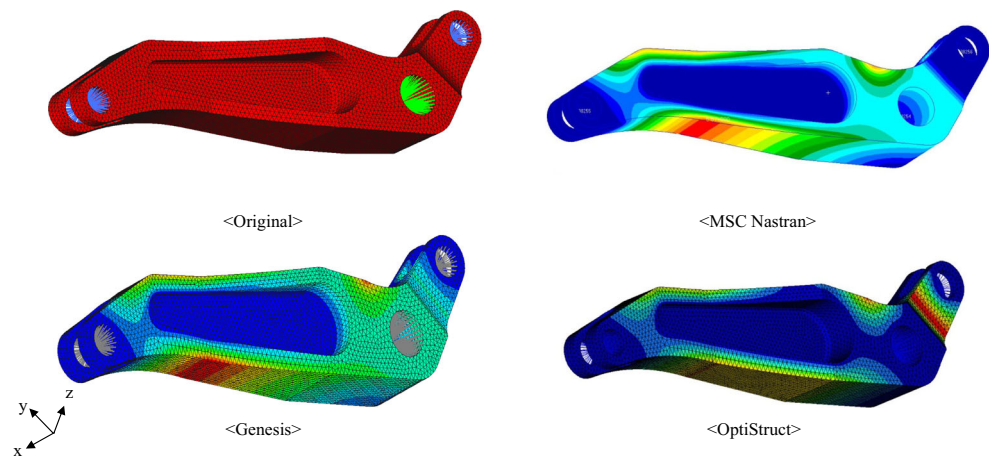 <Original>
<MSC Nastran>
<Genesis>
<OptiStruct>
z
y
x